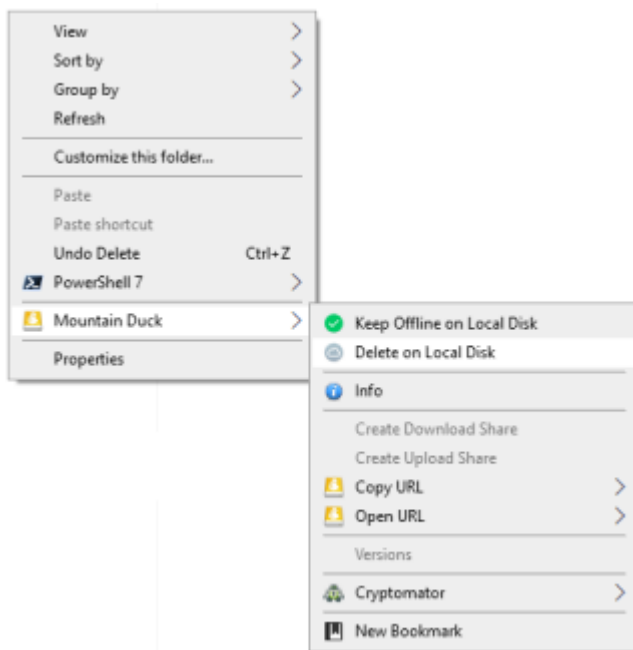 View
Sort by
Group by
Refresh
Customize this folder...
Paste
Paste shortcut
Undo Delete Ctrl+Z
PowerShell 7
Mountain Duck
Properties
Keep Offline on Local Disk
Delete on Local Disk
Info
Create Download Share
Create Upload Share
Copy URL
Open URL
Versions
Cryptomator
New Bookmark